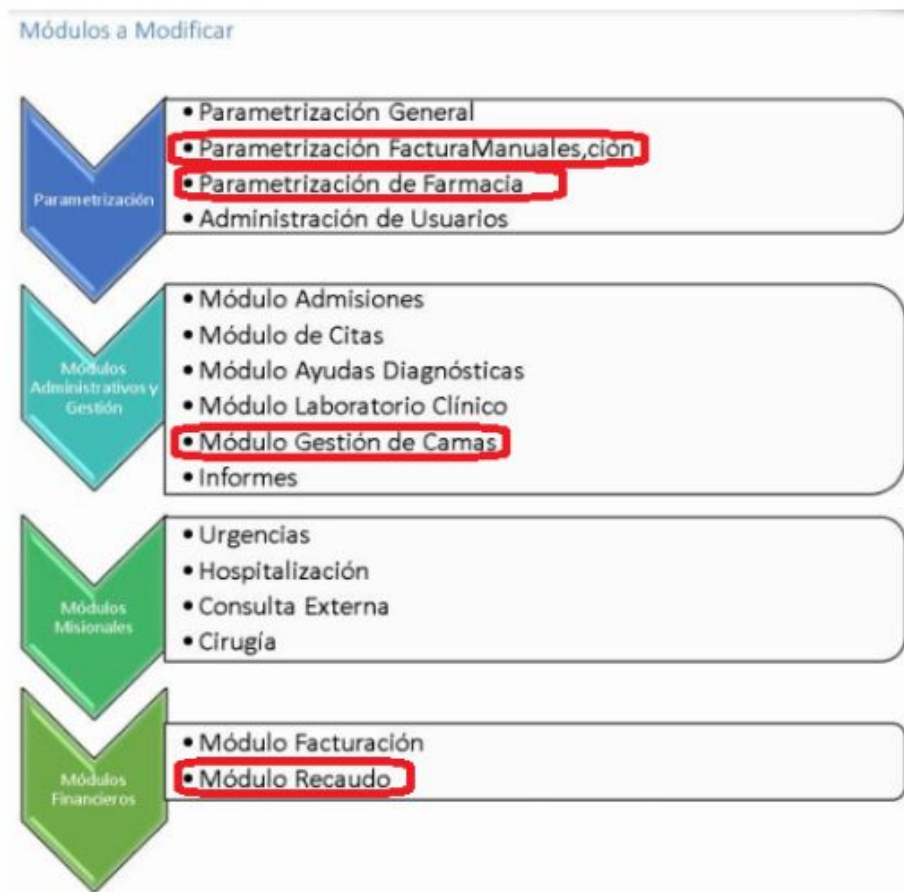 Módulos a Modificar
Parametrización
• Parametrización General
• Parametrización FacturaManuales,ción
• Parametrización de Farmacia
• Administración de Usuarios
Módulos
Administrativos y
Gestión
• Módulo Admisiones
• Módulo de Citas
• Módulo Ayudas Diagnósticas
• Módulo Laboratorio Clínico
• Módulo Gestión de Camas
• Informes
Módulos
Misionales
• Urgencias
• Hospitalización
• Consulta Externa
• Cirugía
Módulos
Financieros
• Módulo Facturación
• Módulo Recaudo